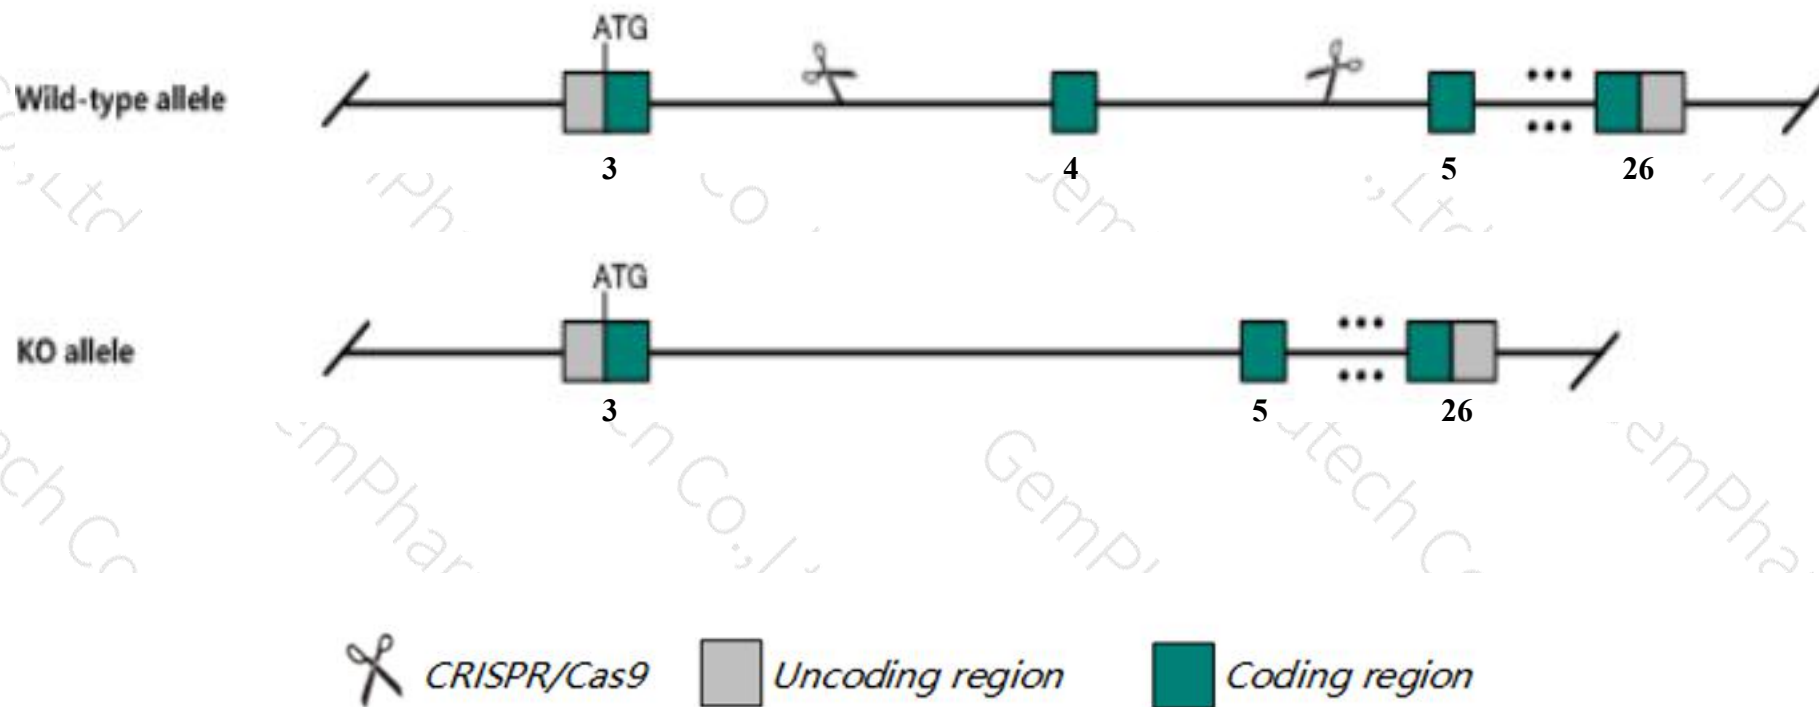 ATG
Wild-type allele
3 4 5 26
ATG
KO allele
3 5 26
CRISPR/Cas9 Uncoding region Coding region